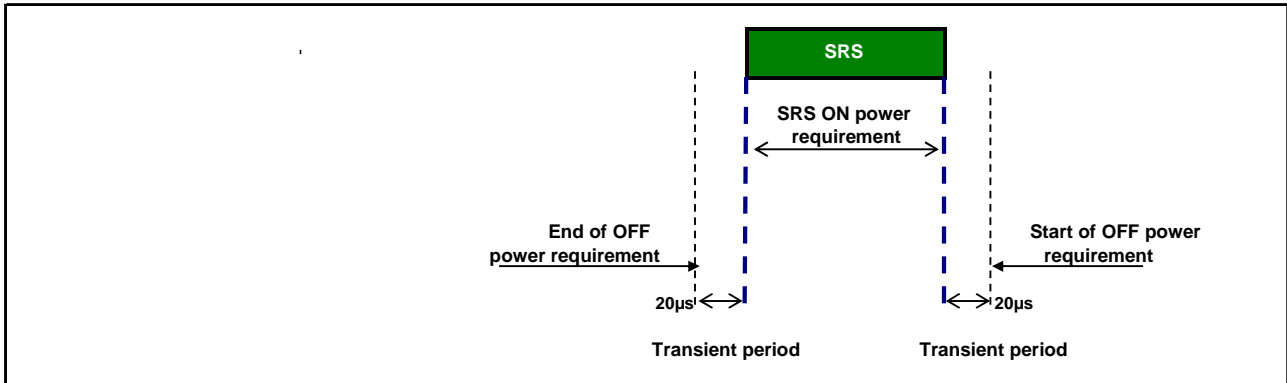 SRS
SRS ON power
requirement
End of OFF
power requirement
Start of OFF power
requirement
20µs
20µs
Transient period
Transient period